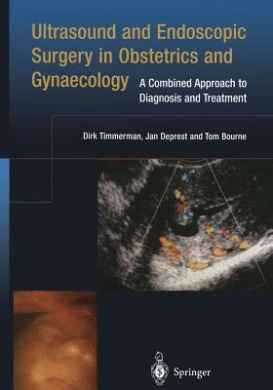 Ultrasound and Endoscopic
Surgery in Obstetrics and
Gynaecology A Combined Approach to
Diagnosis and Treatment
Dirk Timmerman, Jan Deprest and Tom Bourne
Springer